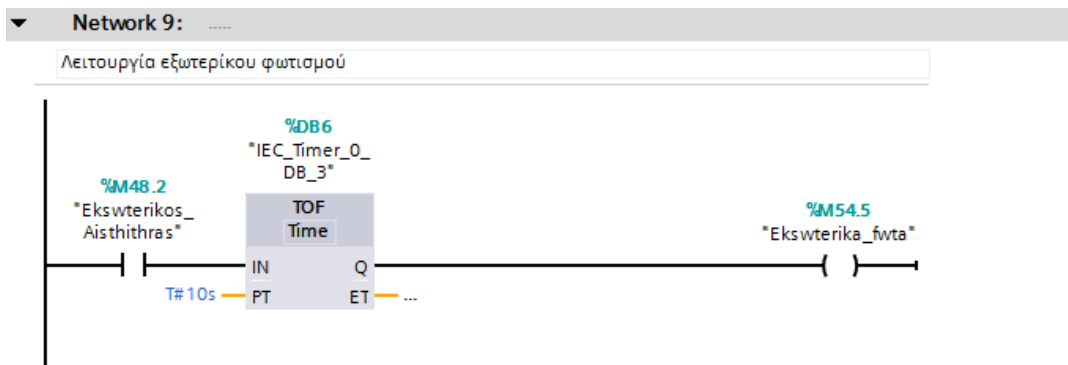 Network 9: .....
Λειτουργία εξωτερίκου φωτισμού
%DB6
"IEC_Timer_0_
DB_3"
%M48.2
"Ekswterikos_
Aisthithras"
TOF
Time
%M54.5
"Ekswterika_fwta"
IN
Q
T#10s
PT
ET
...